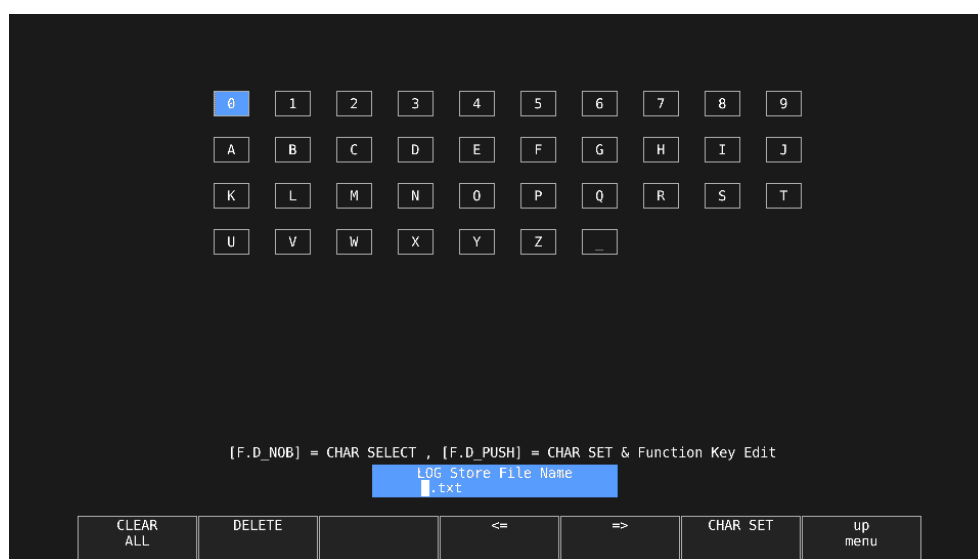 0 1 2 3 4 5 6 7 8 9
A B C D E F G H I J
K L M N O P Q R S T
U V W X Y Z _
[F.D_NOB] = CHAR SELECT , [F.D_PUSH] = CHAR SET & Function Key Edit
LOG Store File Name
.txt
CLEAR ALL DELETE <= => CHAR SET up menu